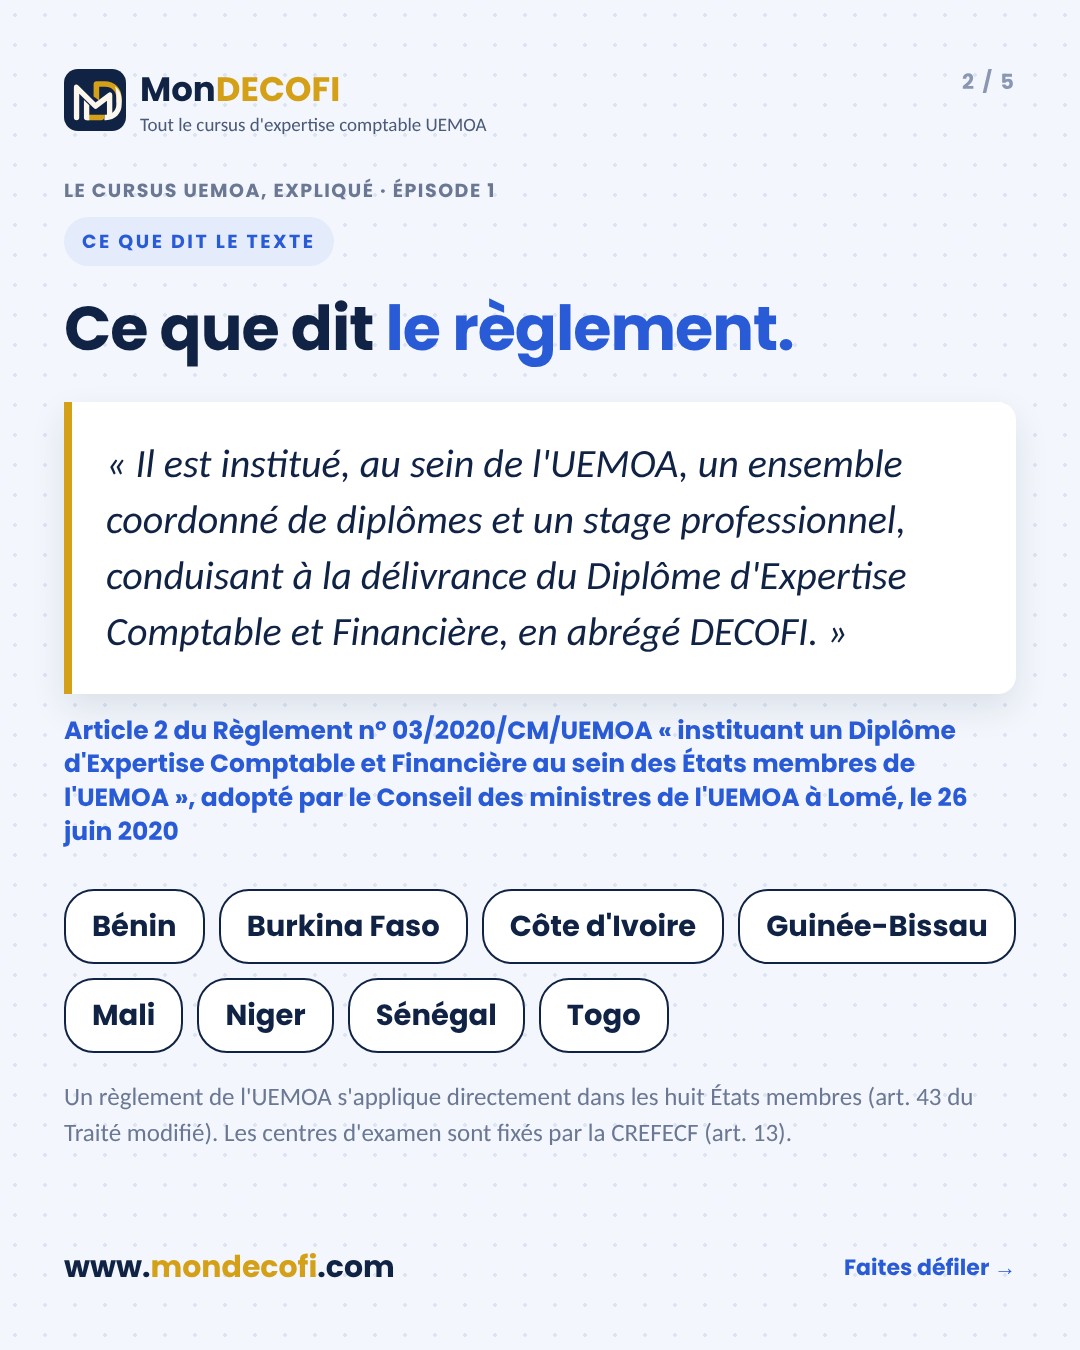 MonDECOFI
Tout le cursus d'expertise comptable UEMOA
2 / 5
LE CURSUS UEMOA, EXPLIQUÉ · ÉPISODE 1
CE QUE DIT LE TEXTE
Ce que dit le règlement.
« Il est institué, au sein de l'UEMOA, un ensemble
coordonné de diplômes et un stage professionnel,
conduisant à la délivrance du Diplôme d'Expertise
Comptable et Financière, en abrégé DECOFI. »
Article 2 du Règlement n° 03/2020/CM/UEMOA « instituant un Diplôme
d'Expertise Comptable et Financière au sein des États membres de
l'UEMOA », adopté par le Conseil des ministres de l'UEMOA à Lomé, le 26
juin 2020
Bénin Burkina Faso Côte d'Ivoire Guinée-Bissau
Mali Niger Sénégal Togo
Un règlement de l'UEMOA s'applique directement dans les huit États membres (art. 43 du
Traité modifié). Les centres d'examen sont fixés par la CREFECF (art. 13).
www.mondecofi.com
Faites défiler →